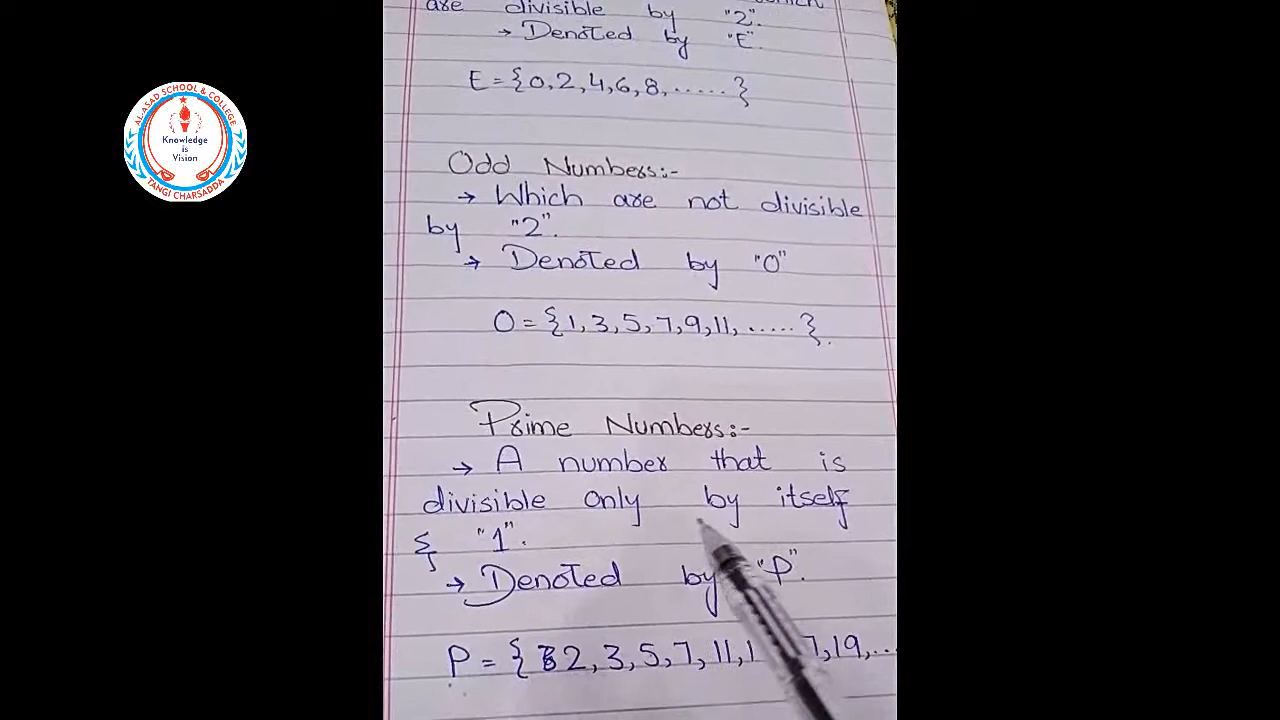 are divisible by "2".
→ Denoted by "E".
E = {0, 2, 4, 6, 8, ......}
AL-ASAD SCHOOL & COLLEGE
Knowledge
is
Vision
TANGI CHARSADDA
Odd Numbers:-
→ Which are not divisible
by "2".
→ Denoted by "O"
O = {1, 3, 5, 7, 9, 11, ......}.
Prime Numbers:-
→ A number that is
divisible only by itself
& "1".
→ Denoted by "P".
P = {2, 3, 5, 7, 11, 1 7, 19, ...